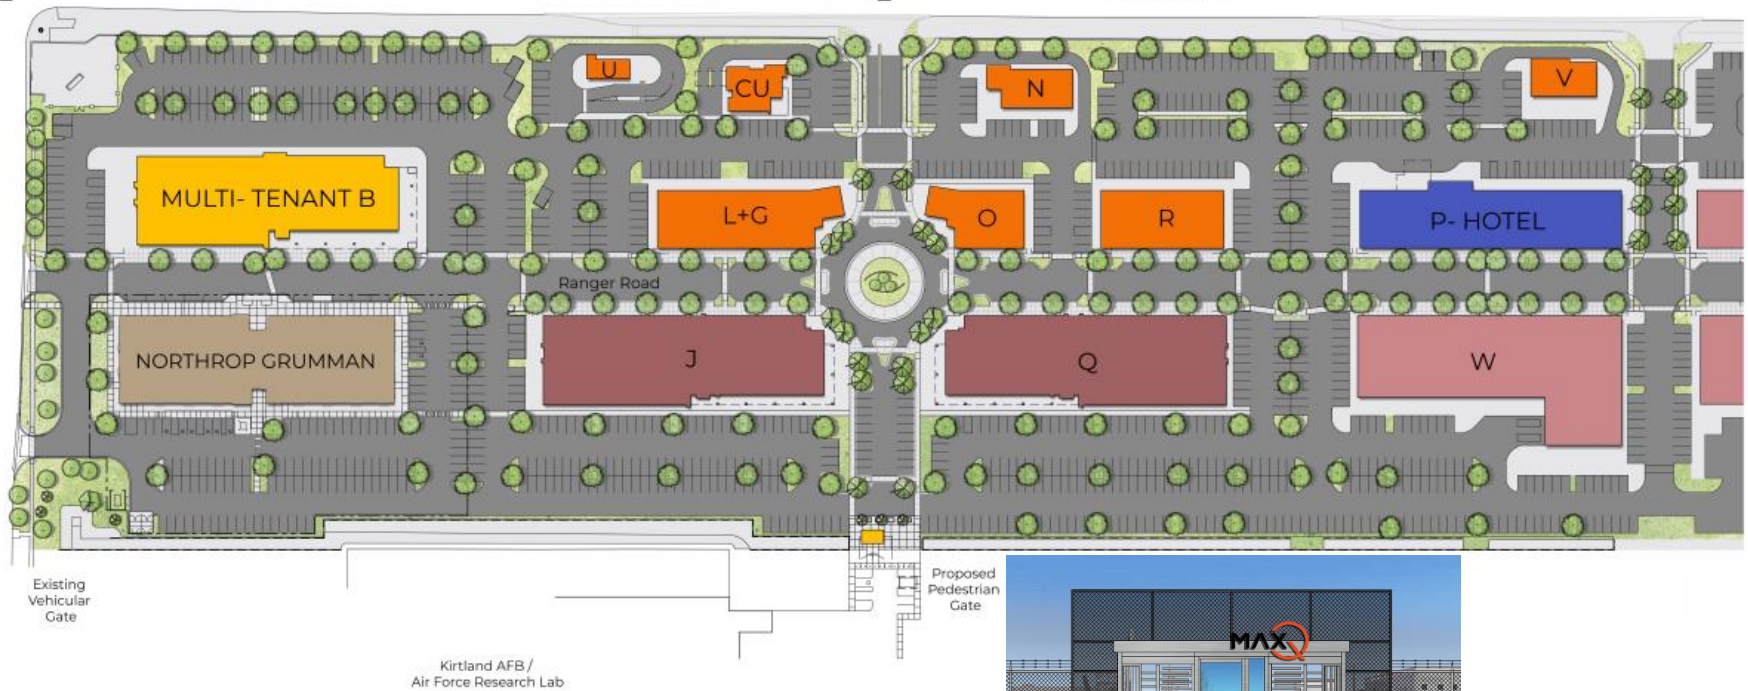 U
CU
N
V
MULTI- TENANT B
L+G
O
R
P- HOTEL
Ranger Road
NORTHROP GRUMMAN
J
Q
W
Existing
Vehicular
Gate
Proposed
Pedestrian
Gate
Kirtland AFB /
Air Force Research Lab
MAXQ